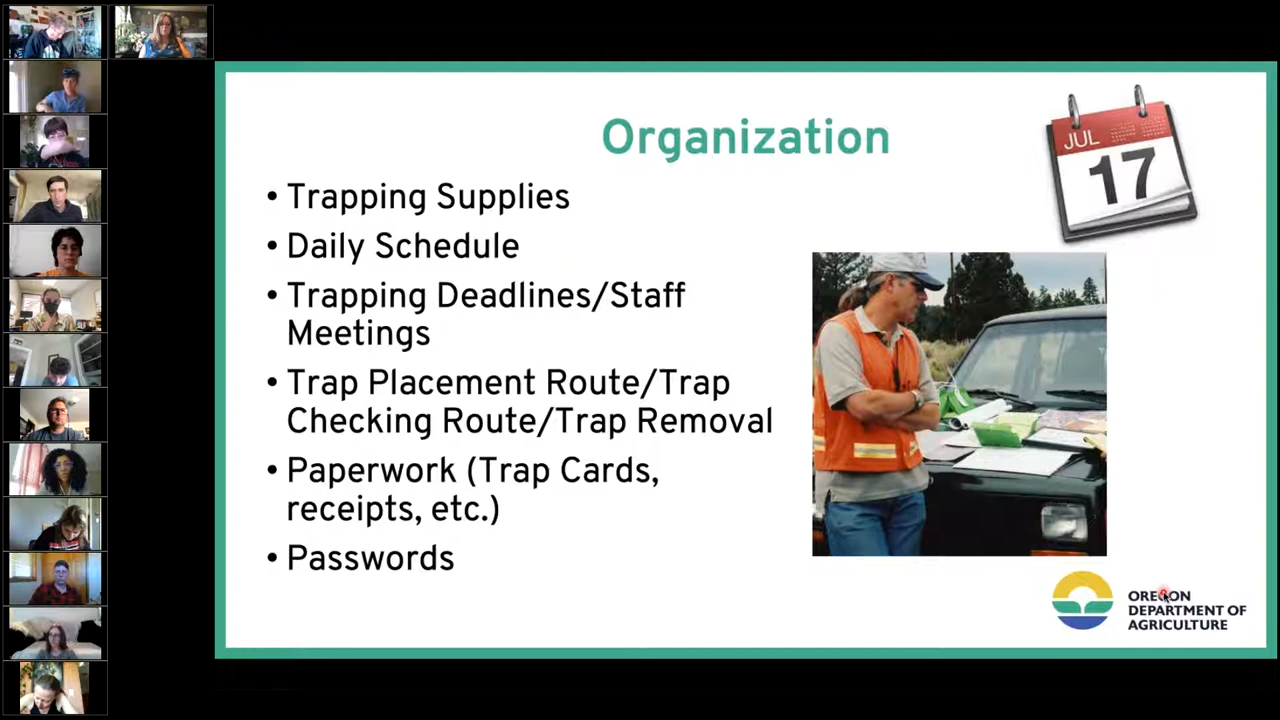 Organization
JUL
17
• Trapping Supplies
• Daily Schedule
• Trapping Deadlines/Staff
Meetings
• Trap Placement Route/Trap
Checking Route/Trap Removal
• Paperwork (Trap Cards,
receipts, etc.)
• Passwords
OREGON
DEPARTMENT OF
AGRICULTURE